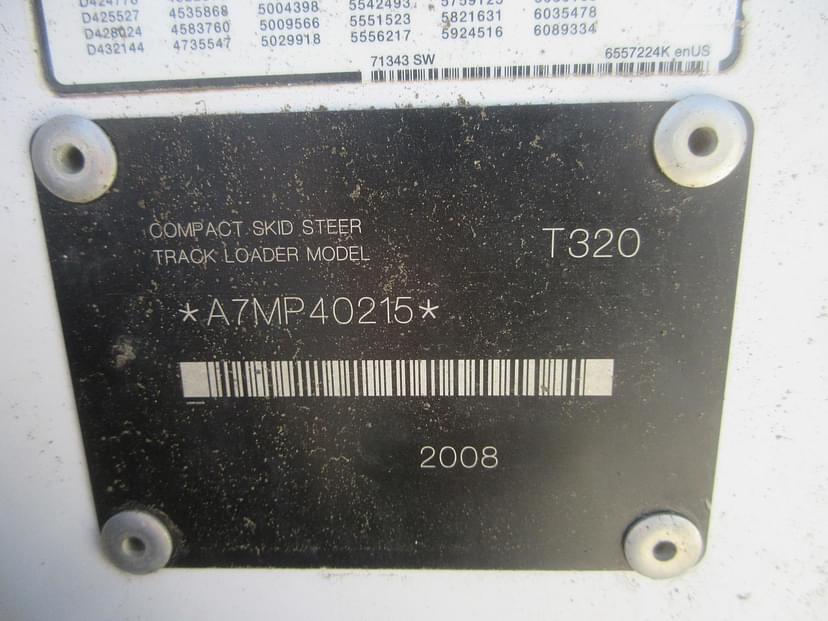 D425527 4535868 5004398 5542493
D428024 4583760 5009566 5551523 5821631 6035478
D432144 4735547 5029918 5556217 5924516 6089334
71343 SW 6557224K enUS
COMPACT SKID STEER
TRACK LOADER MODEL T320
*A7MP40215*
2008